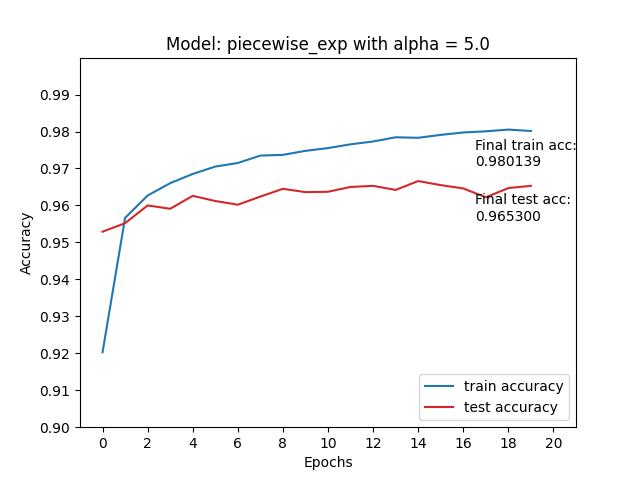 Model: piecewise_exp with alpha = 5.0
0.99
0.98
0.97
0.96
0.95
0.94
0.93
0.92
0.91
0.90
Accuracy
Final train acc:
0.980139
Final test acc:
0.965300
train accuracy
test accuracy
0 2 4 6 8 10 12 14 16 18 20
Epochs